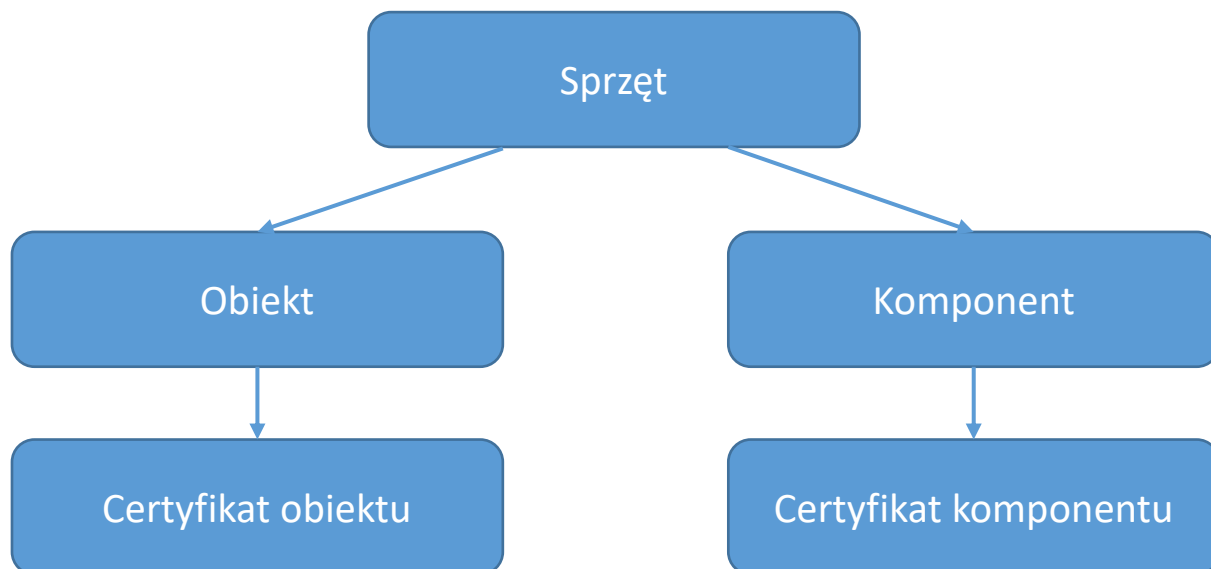 Sprzęt
Obiekt
Komponent
Certyfikat obiektu
Certyfikat komponentu